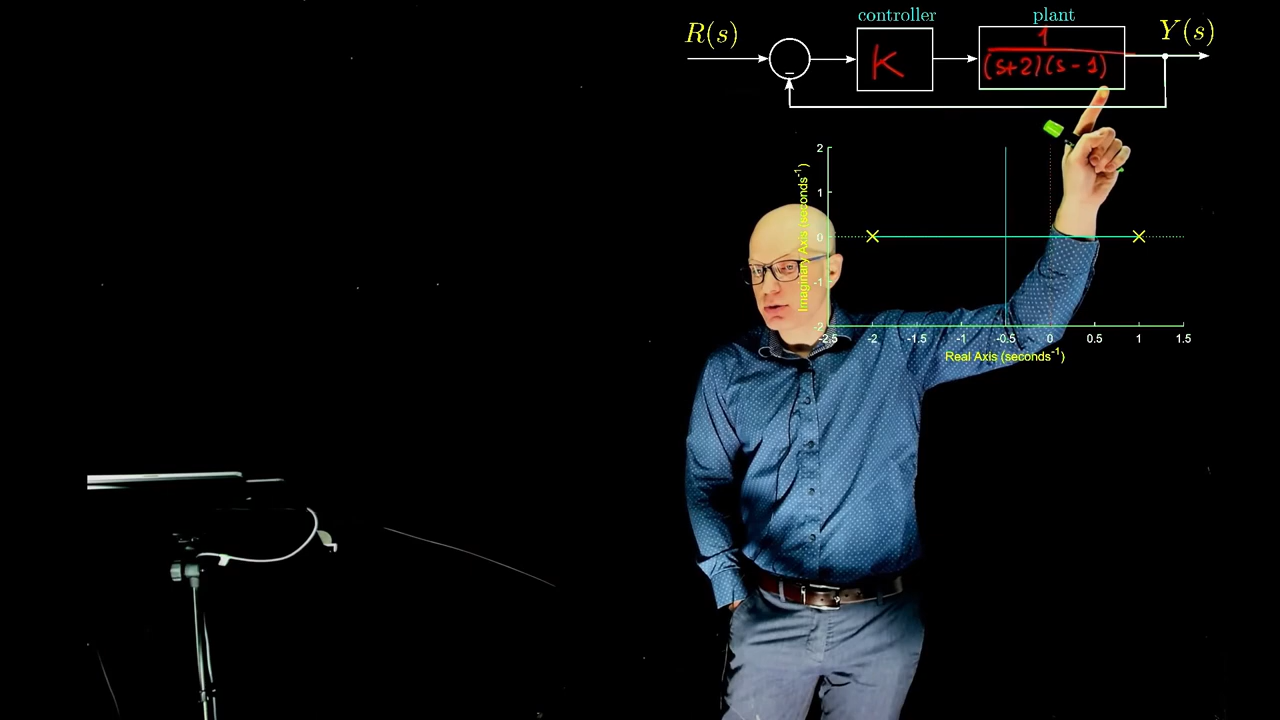 controller
plant
R(s)
K
1
(s+2)(s-1)
Y(s)
−
2
1
0
-1
-2
Imaginary Axis (seconds⁻¹)
-2.5 -2 -1.5 -1 -0.5 0 0.5 1 1.5
Real Axis (seconds⁻¹)